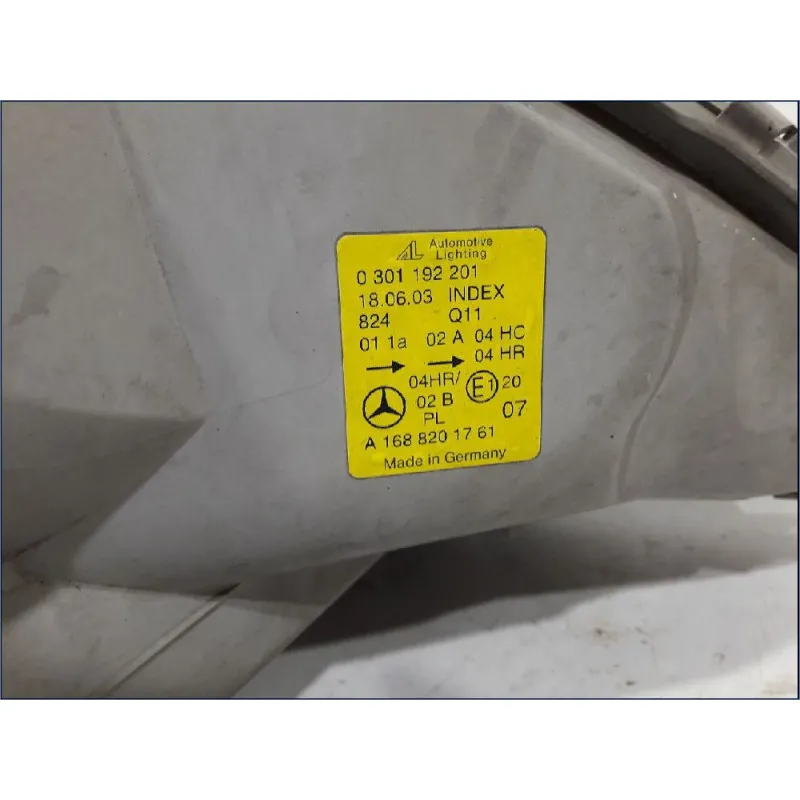 AL Automotive
Lighting
0 301 192 201
18.06.03 INDEX
824 Q11
01 1a 02 A 04 HC
04 HR
04HR/ E1 20
02 B
PL 07
A 168 820 17 61
Made in Germany